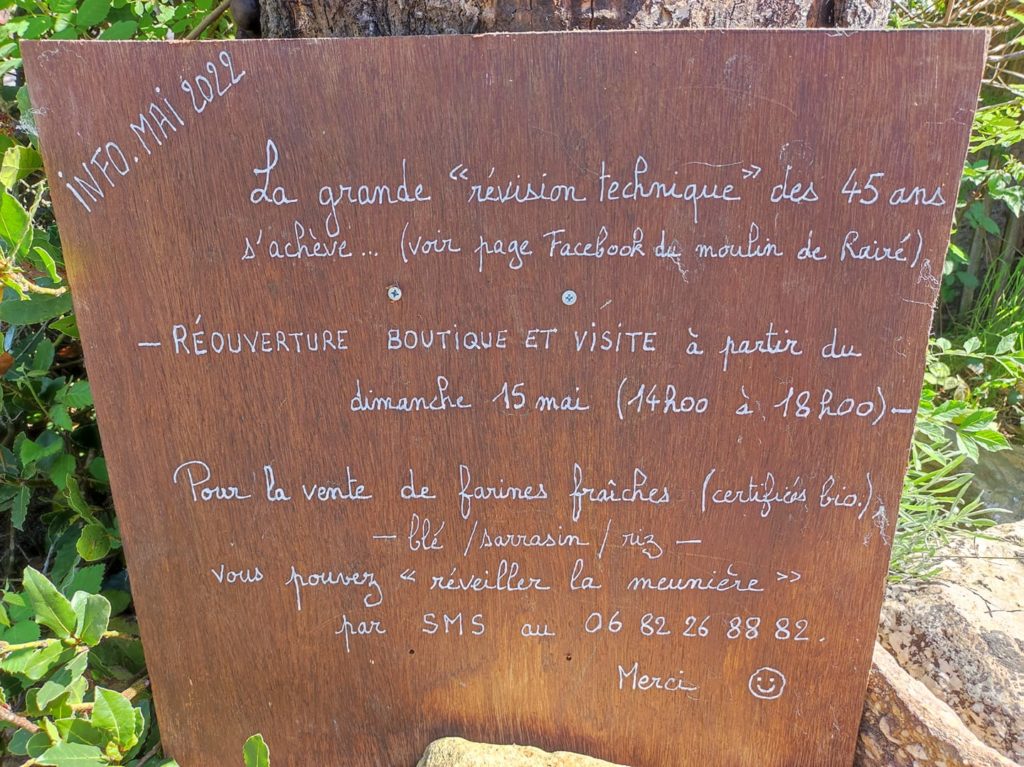 INFO. MAI 2022
La grande "révision technique" des 45 ans
s'achève... (voir page Facebook du moulin de Rairé)
— RÉOUVERTURE BOUTIQUE ET VISITE à partir du
dimanche 15 mai (14h00 à 18h00) —
Pour la vente de farines fraîches (certifiés bio.)
— blé / sarrasin / riz —
vous pouvez "réveiller la meunière"
par SMS au 06 82 26 88 82.
Merci ☺